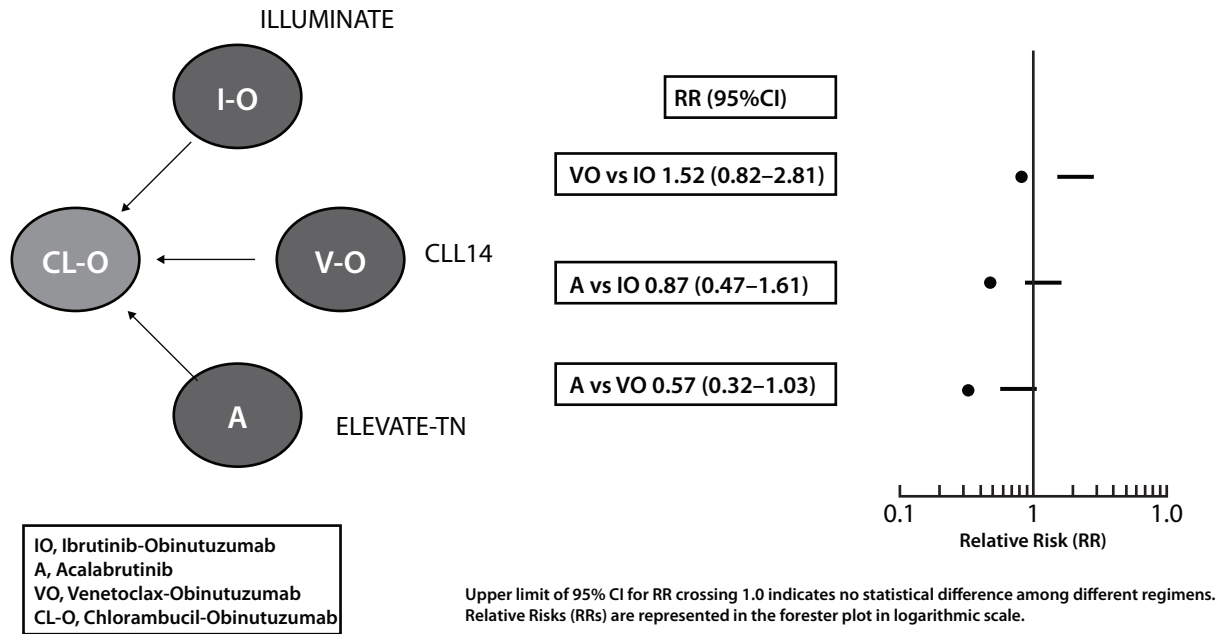 ILLUMINATE
I-O
CL-O
V-O
CLL14
A
ELEVATE-TN
IO, Ibrutinib-Obinutuzumab
A, Acalabrutinib
VO, Venetoclax-Obinutuzumab
CL-O, Chlorambucil-Obinutuzumab
RR (95%CI)
VO vs IO 1.52 (0.82–2.81)
A vs IO 0.87 (0.47–1.61)
A vs VO 0.57 (0.32–1.03)
0.1 1 1.0
Relative Risk (RR)
Upper limit of 95% CI for RR crossing 1.0 indicates no statistical difference among different regimens.
Relative Risks (RRs) are represented in the forester plot in logarithmic scale.